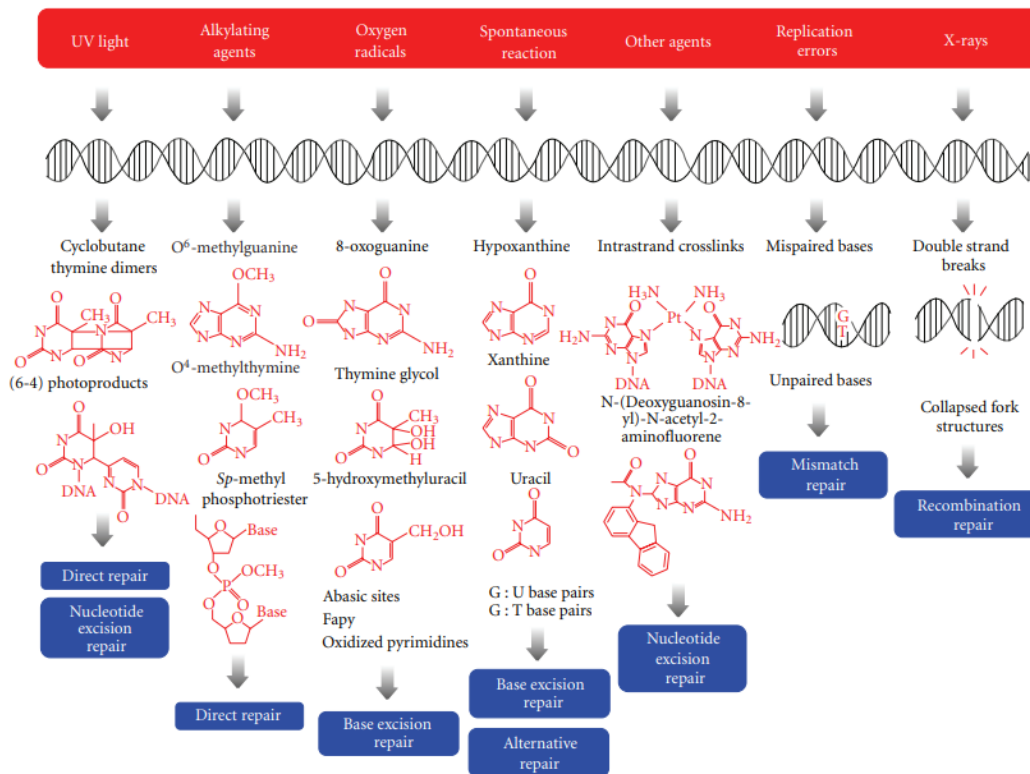 UV light
Alkylating
agents
Oxygen
radicals
Spontaneous
reaction
Other agents
Replication
errors
X-rays
Cyclobutane
thymine dimers
O
CH3
O
CH3
N
N
N
O
O
N
(6-4) photoproducts
O
OH
N
O
N
N
DNA
N
DNA
O
Direct repair
Nucleotide
excision
repair
O⁶-methylguanine
OCH3
N
N
N
N
NH2
O⁴-methylthymine
OCH3
CH3
N
O
N
Sp-methyl
phosphotriester
O
Base
O
OCH3
P
O
O
O
Base
Direct repair
8-oxoguanine
O
N
N
O
N
N
NH2
Thymine glycol
O
CH3
N
OH
OH
O
N
H
5-hydroxymethyluracil
O
CH2OH
N
O
N
Abasic sites
Fapy
Oxidized pyrimidines
Base excision
repair
Hypoxanthine
O
N
N
N
N
Xanthine
O
N
N
N
N
O
Uracil
O
N
O
N
G : U base pairs
G : T base pairs
Base excision
repair
Alternative
repair
Intrastrand crosslinks
H3N
NH3
O
Pt
O
N
N
N
N
H2N
N
N
N
N
NH2
DNA
DNA
N-(Deoxyguanosin-8-
yl)-N-acetyl-2-
aminofluorene
O
O
N
N
N
N
N
NH2
Nucleotide
excision
repair
Mispaired bases
G
T
Unpaired bases
Mismatch
repair
Double strand
breaks
Collapsed fork
structures
Recombination
repair